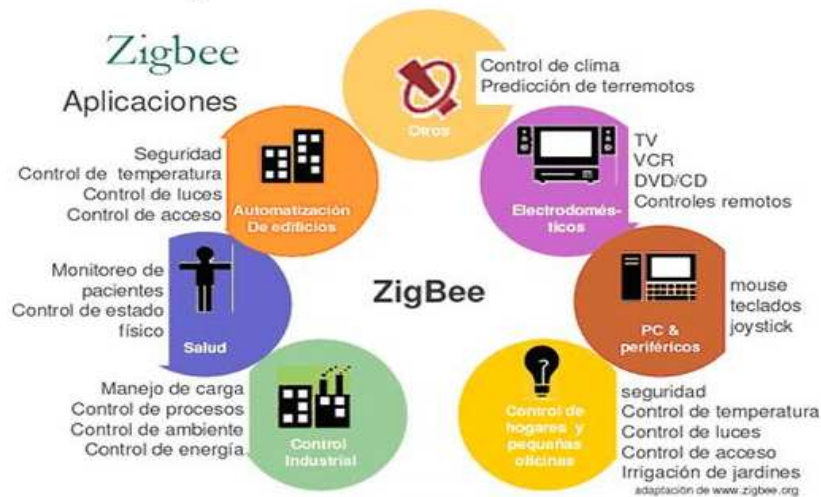 Zigbee
Aplicaciones
Otros
Control de clima
Predicción de terremotos
Seguridad
Control de temperatura
Control de luces
Control de acceso
Automatización
De edificios
TV
VCR
DVD/CD
Controles remotos
Electrodomés-
ticos
Monitoreo de
pacientes
Control de estado
físico
Salud
ZigBee
mouse
teclados
joystick
PC &
periféricos
Manejo de carga
Control de procesos
Control de ambiente
Control de energía
Control
Industrial
Control de
hogares y
pequeñas
oficinas
seguridad
Control de temperatura
Control de luces
Control de acceso
Irrigación de jardines
adaptación de www.zigbee.org